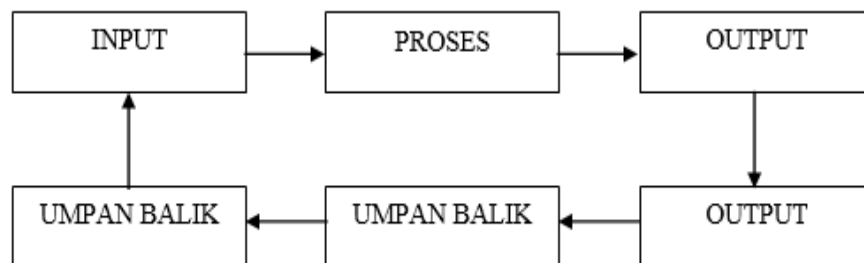 INPUT
PROSES
OUTPUT
UMPAN BALIK
UMPAN BALIK
OUTPUT